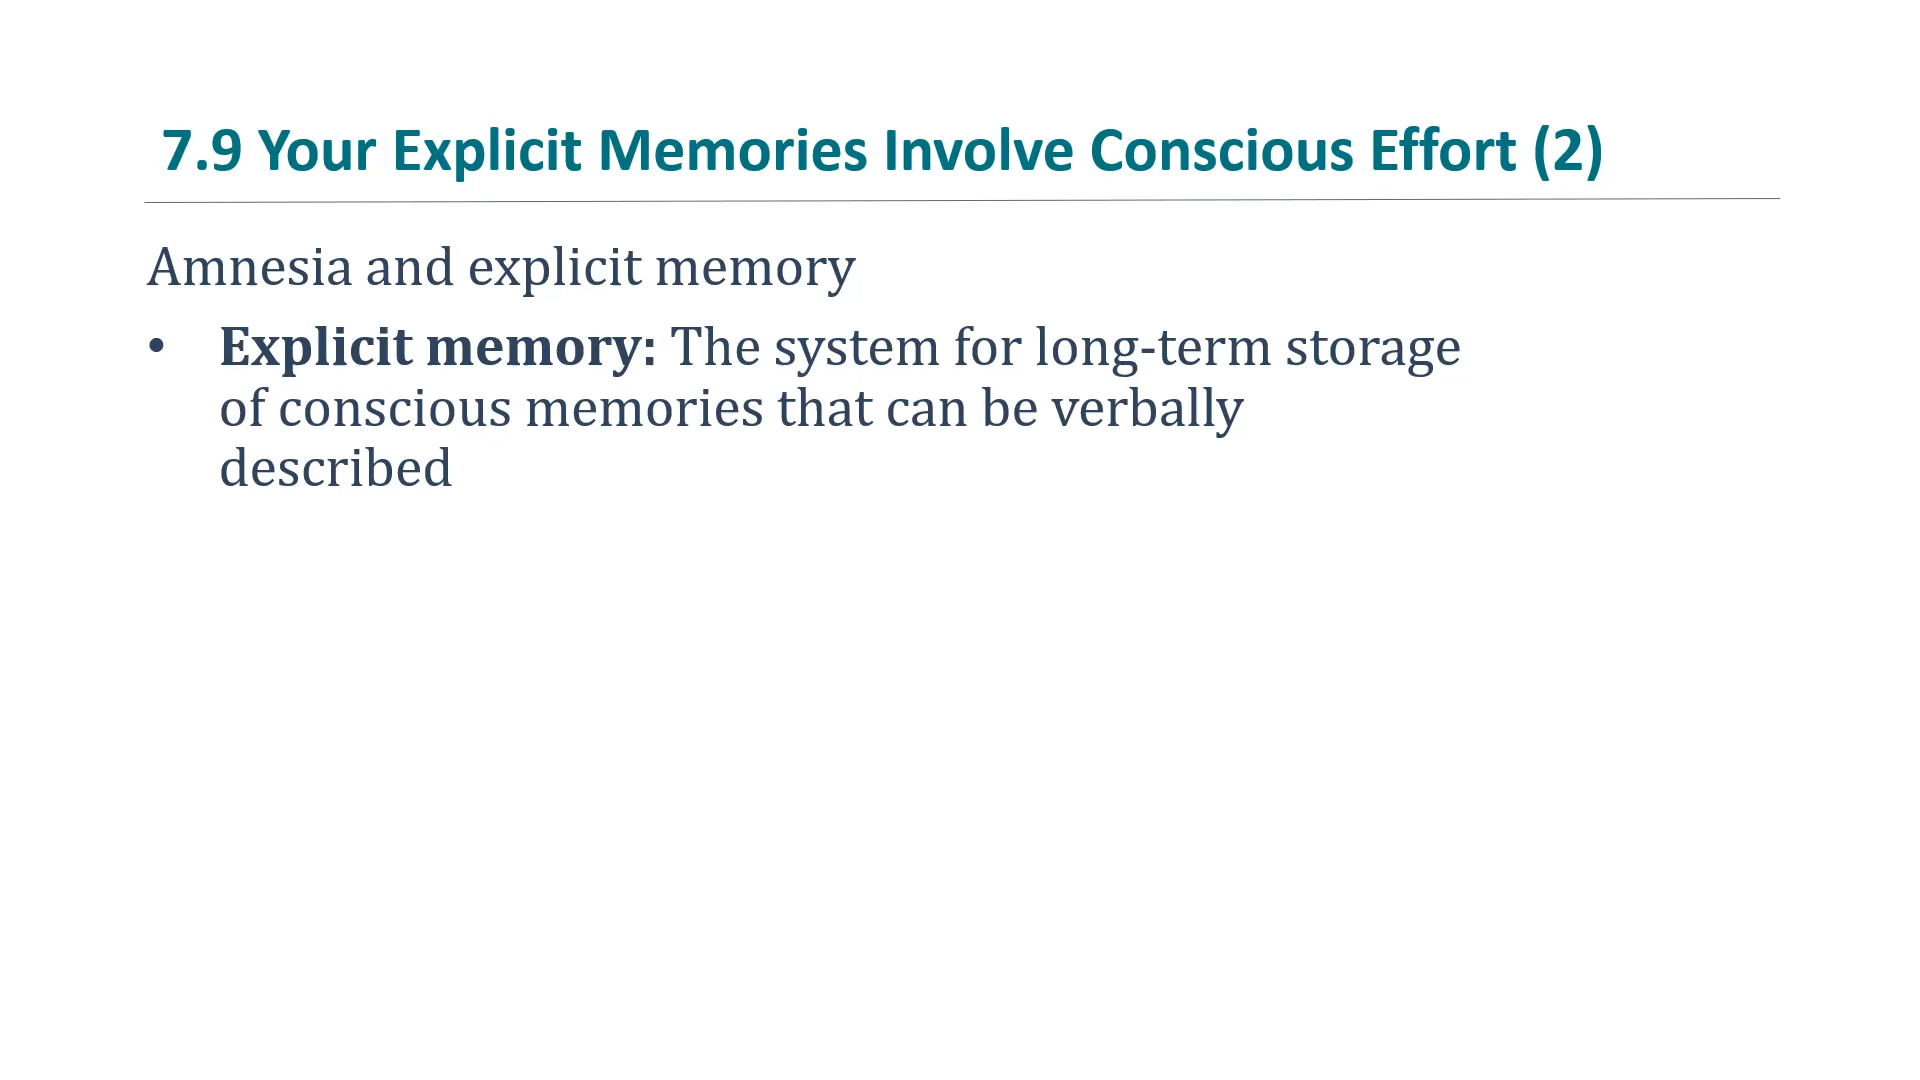 7.9 Your Explicit Memories Involve Conscious Effort (2)
Amnesia and explicit memory
• Explicit memory: The system for long-term storage
of conscious memories that can be verbally
described